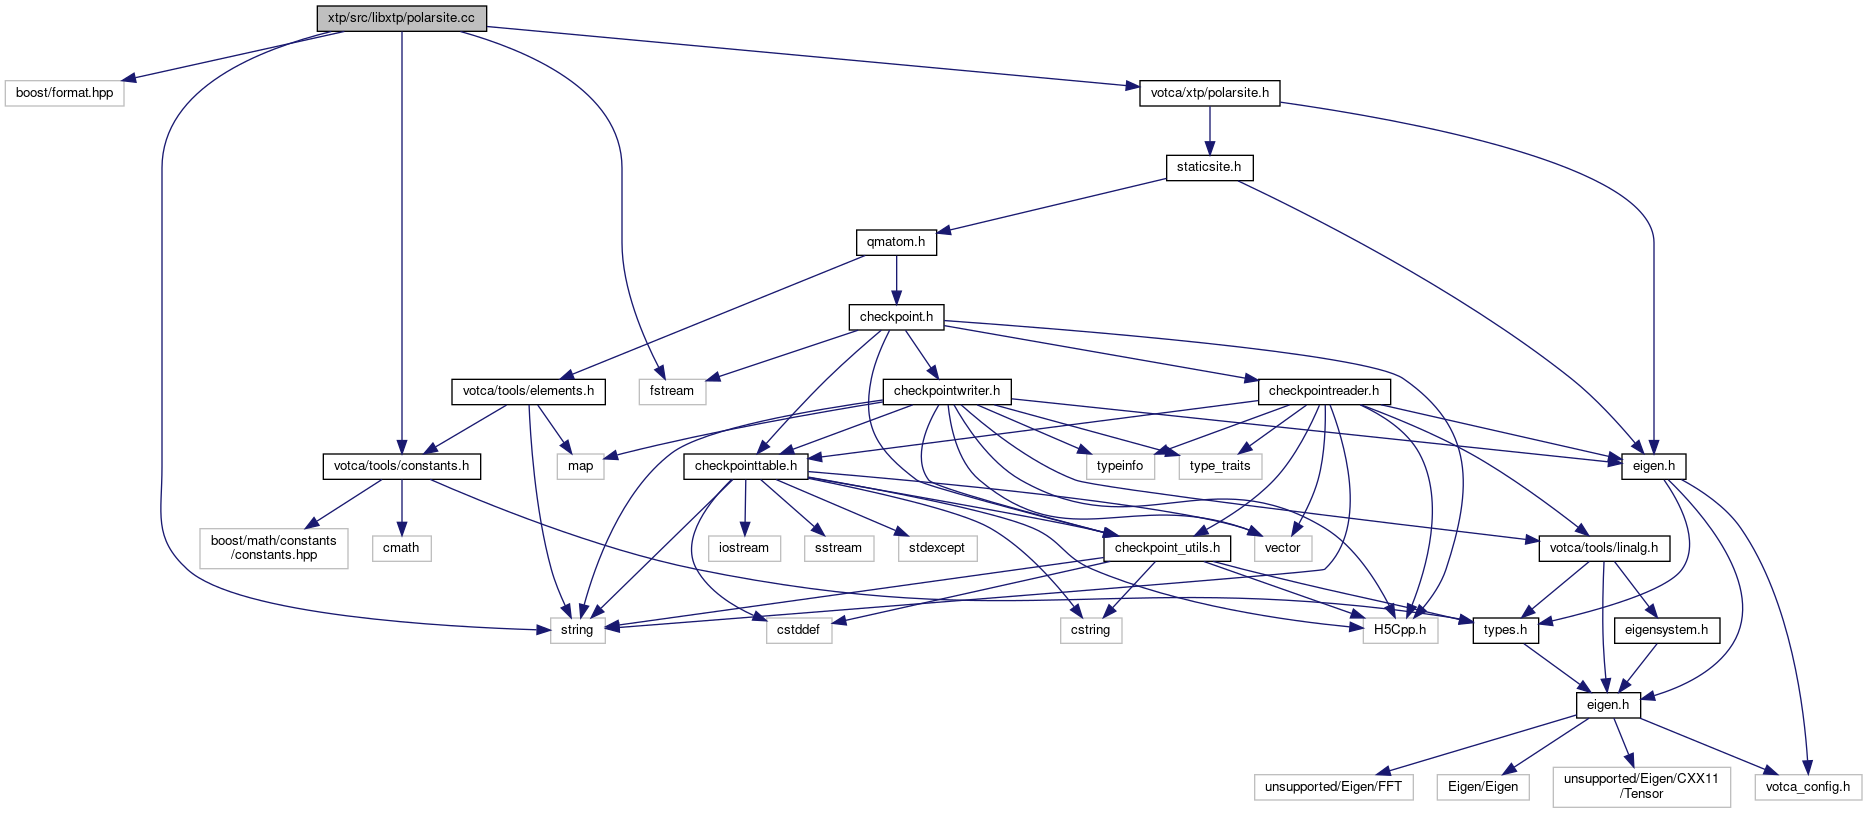 xtp/src/libxtp/polarsite.cc
boost/format.hpp
votca/xtp/polarsite.h
staticsite.h
qmatom.h
checkpoint.h
votca/tools/elements.h
fstream
checkpointwriter.h
checkpointreader.h
votca/tools/constants.h
map
checkpointtable.h
typeinfo
type_traits
eigen.h
boost/math/constants
/constants.hpp
cmath
iostream
sstream
stdexcept
checkpoint_utils.h
vector
votca/tools/linalg.h
string
cstddef
cstring
H5Cpp.h
types.h
eigensystem.h
eigen.h
unsupported/Eigen/FFT
Eigen/Eigen
unsupported/Eigen/CXX11
/Tensor
votca_config.h